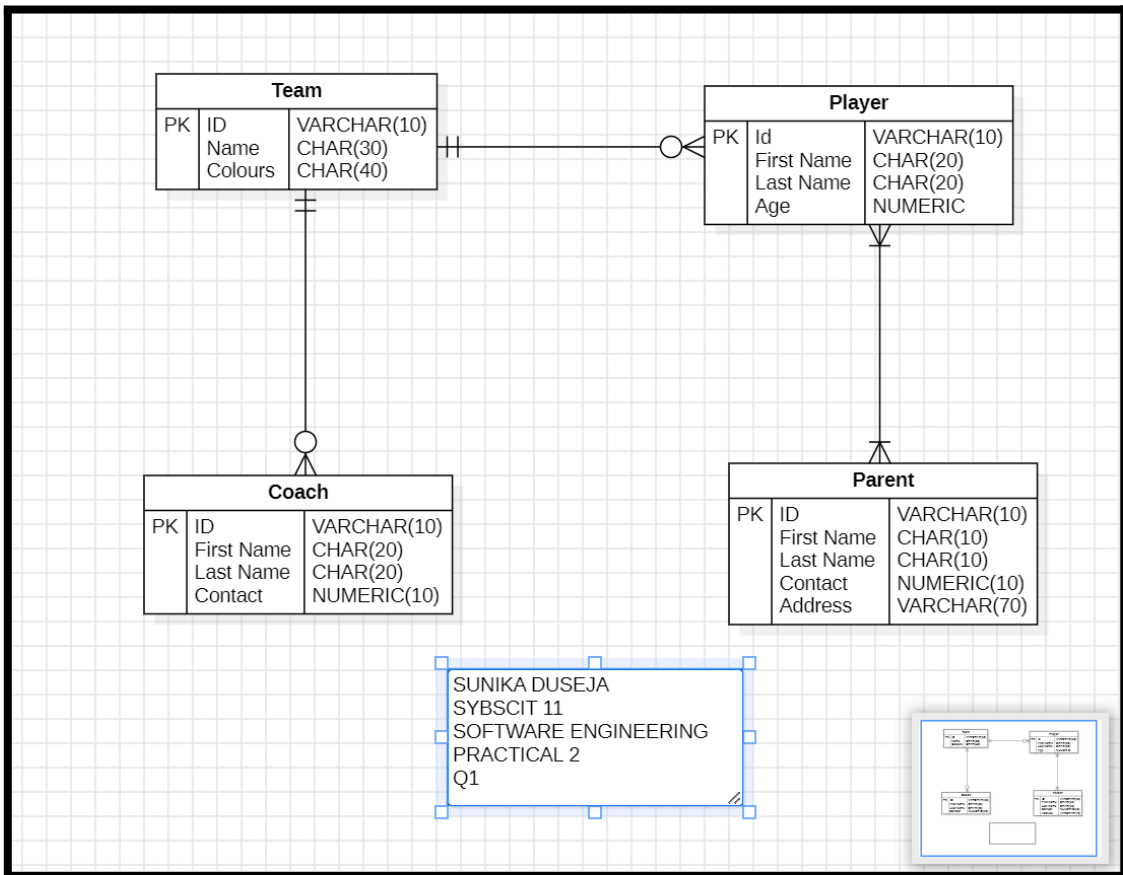 Team
PK ID VARCHAR(10)
Name CHAR(30)
Colours CHAR(40)
Player
PK Id VARCHAR(10)
First Name CHAR(20)
Last Name CHAR(20)
Age NUMERIC
Coach
PK ID VARCHAR(10)
First Name CHAR(20)
Last Name CHAR(20)
Contact NUMERIC(10)
Parent
PK ID VARCHAR(10)
First Name CHAR(10)
Last Name CHAR(10)
Contact NUMERIC(10)
Address VARCHAR(70)
SUNIKA DUSEJA
SYBSCIT 11
SOFTWARE ENGINEERING
PRACTICAL 2
Q1